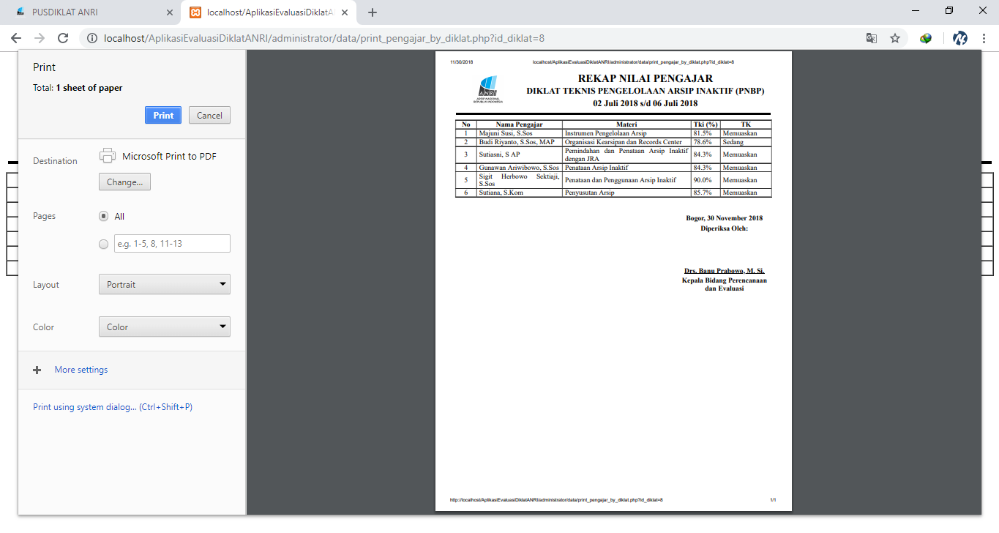 PUSDIKLAT ANRI
localhost/AplikasiEvaluasiDiklatA
localhost/AplikasiEvaluasiDiklatANRI/administrator/data/print_pengajar_by_diklat.php?id_diklat=8
Print
Total: 1 sheet of paper
Print Cancel
Destination Microsoft Print to PDF
Change...
Pages All
e.g. 1-5, 8, 11-13
Layout Portrait
Color Color
More settings
Print using system dialog... (Ctrl+Shift+P)
11/30/2018 localhost/AplikasiEvaluasiDiklatANRI/administrator/data/print_pengajar_by_diklat.php?id_diklat=8
ANRI
ARSIP NASIONAL
REPUBLIK INDONESIA
REKAP NILAI PENGAJAR
DIKLAT TEKNIS PENGELOLAAN ARSIP INAKTIF (PNBP)
02 Juli 2018 s/d 06 Juli 2018
No Nama Pengajar Materi Tki (%) TK
1 Majuni Susi, S.Sos Instrumen Pengelolaan Arsip 81.5% Memuaskan
2 Budi Riyanto, S.Sos, MAP Organisasi Kearsipan dan Records Center 78.6% Sedang
3 Sutiasni, S AP Pemindahan dan Penataan Arsip Inaktif dengan JRA 84.3% Memuaskan
4 Gunawan Ariwibowo, S.Sos Penataan Arsip Inaktif 84.3% Memuaskan
5 Sigit Herbowo Sektiaji, S.Sos Penataan dan Penggunaan Arsip Inaktif 90.0% Memuaskan
6 Sutiana, S.Kom Penyusutan Arsip 85.7% Memuaskan
Bogor, 30 November 2018
Diperiksa Oleh:
Drs. Banu Prabowo, M. Si.
Kepala Bidang Perencanaan
dan Evaluasi
http://localhost/AplikasiEvaluasiDiklatANRI/administrator/data/print_pengajar_by_diklat.php?id_diklat=8 1/1